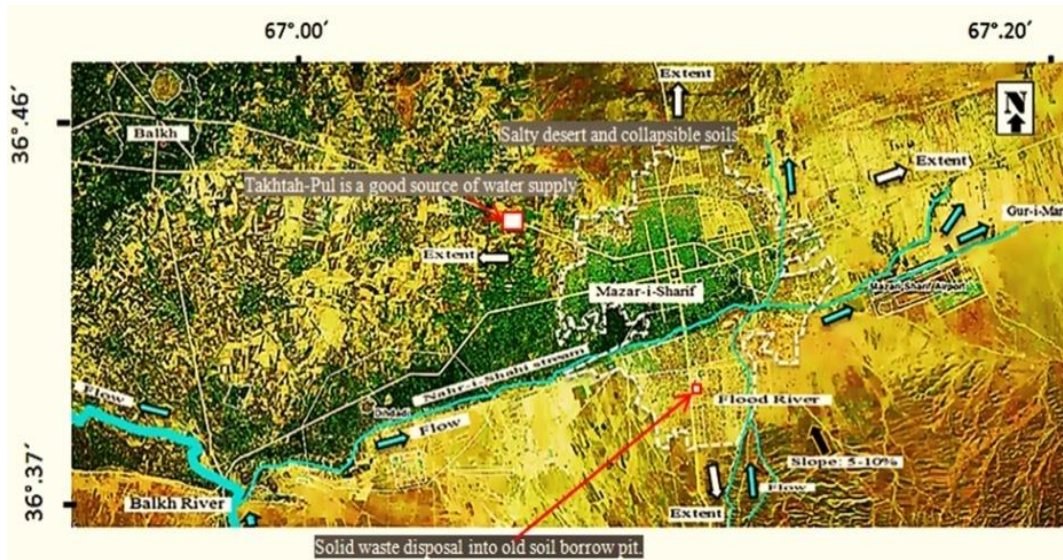 67°.00´
67°.20´
36°.46´
36°.37´
Extent
N
Balkh
Salty desert and collapsible soils
Extent
Takhtah-Pul is a good source of water supply
Gur-i-Mar
Extent
Mazar-i-Sharif
Mazari Sharif Airport
Nahr-i-Shahi stream
Flow
Dihdadi
Flow
Flood River
Slope: 5-10%
Balkh River
Flow
Extent
Solid waste disposal into old soil borrow pit.